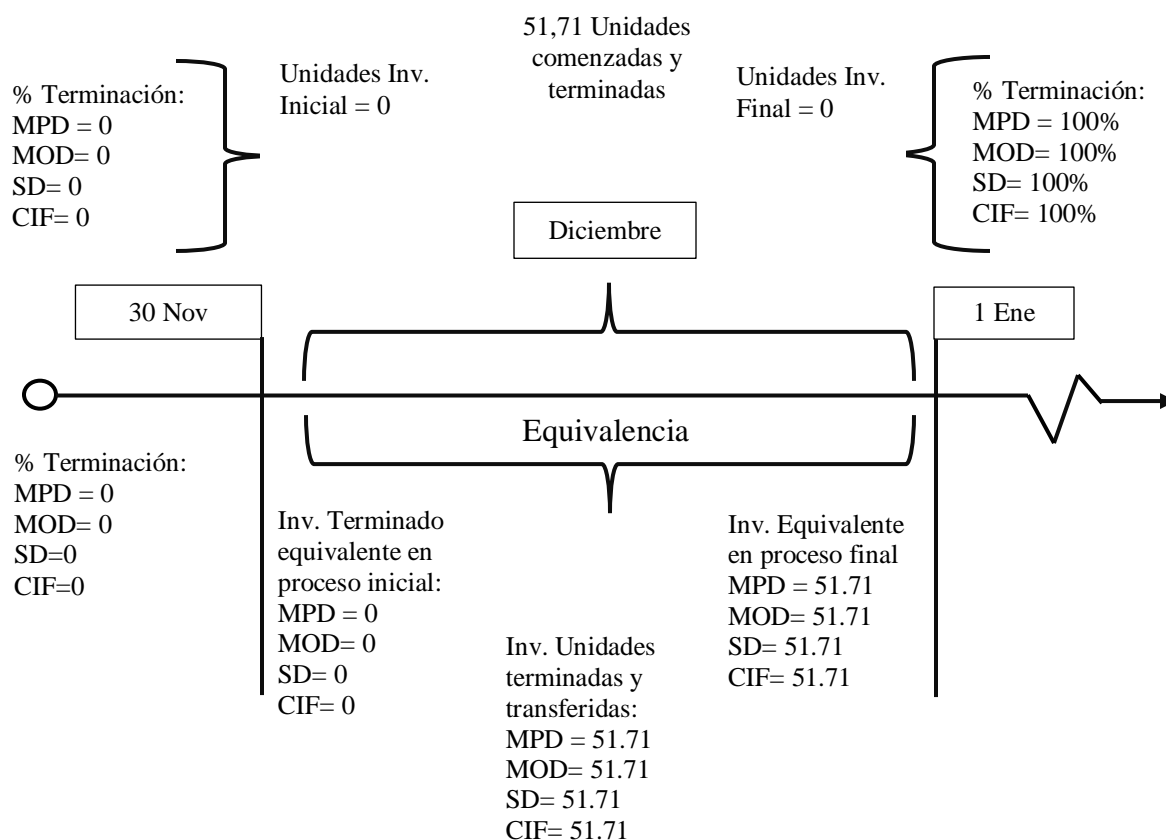 51,71 Unidades
comenzadas y
terminadas
% Terminación:
MPD = 0
MOD= 0
SD= 0
CIF= 0
Unidades Inv.
Inicial = 0
Unidades Inv.
Final = 0
% Terminación:
MPD = 100%
MOD= 100%
SD= 100%
CIF= 100%
Diciembre
30 Nov
1 Ene
Equivalencia
% Terminación:
MPD = 0
MOD= 0
SD=0
CIF=0
Inv. Terminado
equivalente en
proceso inicial:
MPD = 0
MOD= 0
SD= 0
CIF= 0
Inv. Unidades
terminadas y
transferidas:
MPD = 51.71
MOD= 51.71
SD= 51.71
CIF= 51.71
Inv. Equivalente
en proceso final
MPD = 51.71
MOD= 51.71
SD= 51.71
CIF= 51.71